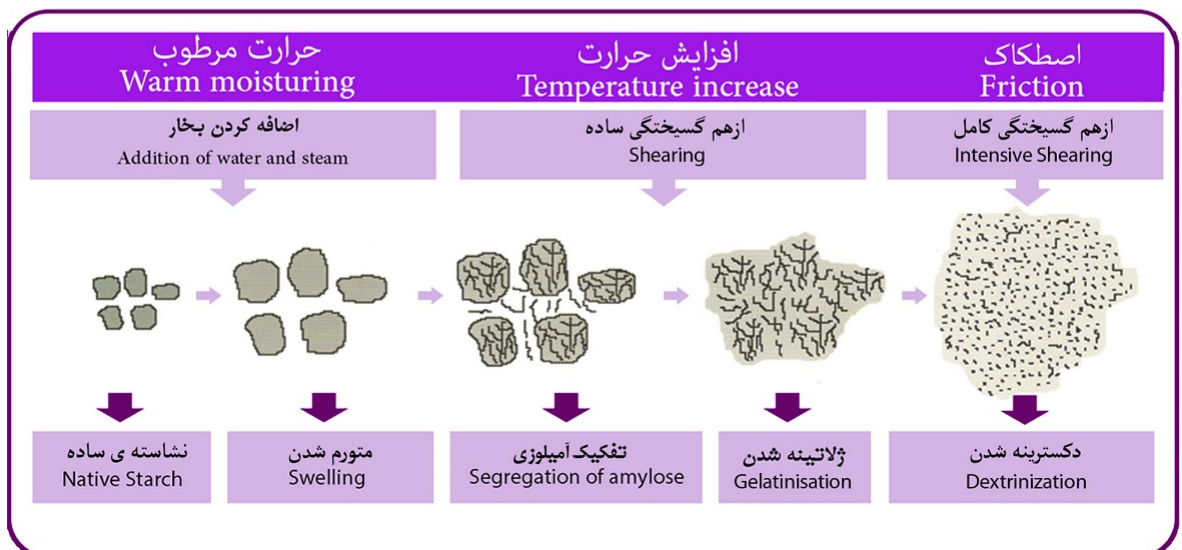 حرارت مرطوب
Warm moisturing
افزایش حرارت
Temperature increase
اصطکاک
Friction
اضافه کردن بخار
Addition of water and steam
ازهم گسیختگی ساده
Shearing
ازهم گسیختگی کامل
Intensive Shearing
نشاسته ی ساده
Native Starch
متورم شدن
Swelling
تفکیک آمیلوزی
Segregation of amylose
ژلاتینه شدن
Gelatinisation
دکسترینه شدن
Dextrinization